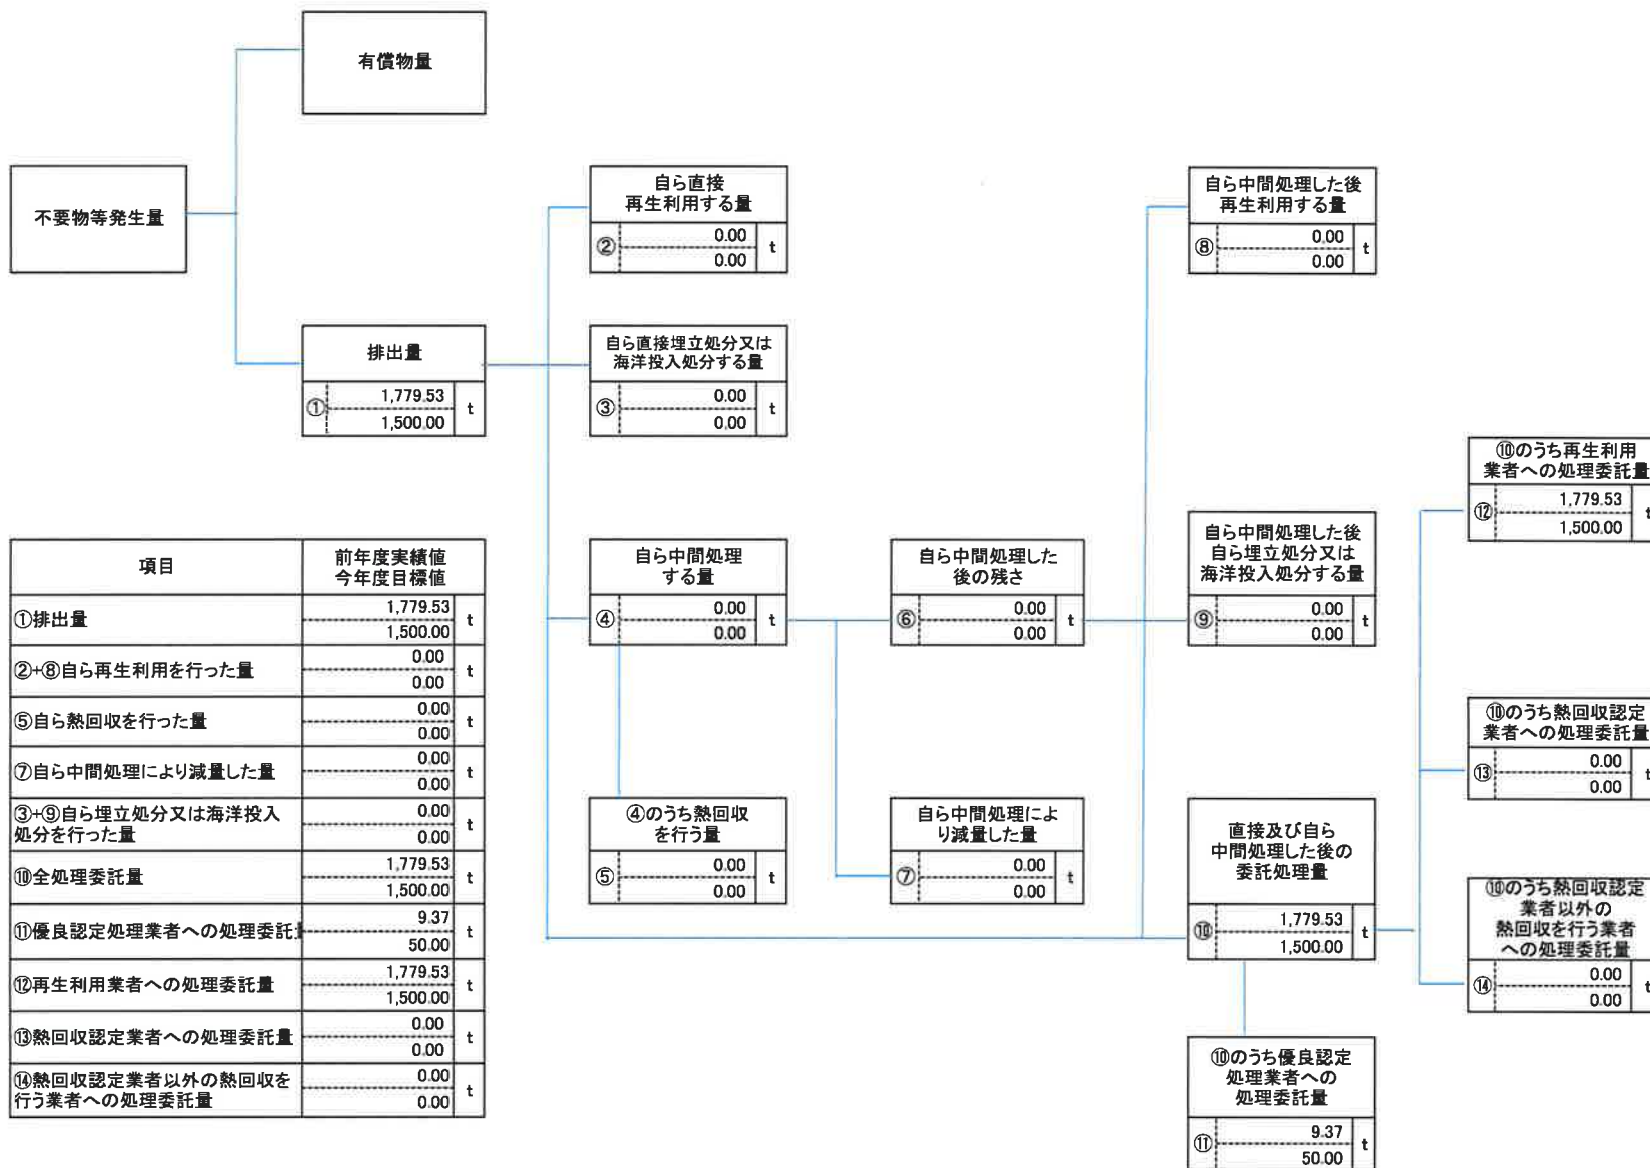 有償物量
不要物等発生量
排出量
①
1,779.53
1,500.00
t
自ら直接
再生利用する量
②
0.00
0.00
t
自ら直接埋立処分又は
海洋投入処分する量
③
0.00
0.00
t
自ら中間処理
する量
④
0.00
0.00
t
④のうち熱回収
を行う量
⑤
0.00
0.00
t
自ら中間処理した
後の残さ
⑥
0.00
0.00
t
自ら中間処理によ
り減量した量
⑦
0.00
0.00
t
自ら中間処理した後
再生利用する量
⑧
0.00
0.00
t
自ら中間処理した後
自ら埋立処分又は
海洋投入処分する量
⑨
0.00
0.00
t
直接及び自ら
中間処理した後の
委託処理量
⑩
1,779.53
1,500.00
t
⑩のうち優良認定
処理業者への
処理委託量
⑪
9.37
50.00
t
⑩のうち再生利用
業者への処理委託量
⑫
1,779.53
1,500.00
t
⑩のうち熱回収認定
業者への処理委託量
⑬
0.00
0.00
t
⑩のうち熱回収認定
業者以外の
熱回収を行う業者
への処理委託量
⑭
0.00
0.00
t
項目
前年度実績値
今年度目標値
①排出量
1,779.53
1,500.00
t
②+⑧自ら再生利用を行った量
0.00
0.00
t
⑤自ら熱回収を行った量
0.00
0.00
t
⑦自ら中間処理により減量した量
0.00
0.00
t
③+⑨自ら埋立処分又は海洋投入
処分を行った量
0.00
0.00
t
⑩全処理委託量
1,779.53
1,500.00
t
⑪優良認定処理業者への処理委託
9.37
50.00
t
⑫再生利用業者への処理委託量
1,779.53
1,500.00
t
⑬熱回収認定業者への処理委託量
0.00
0.00
t
⑭熱回収認定業者以外の熱回収を
行う業者への処理委託量
0.00
0.00
t